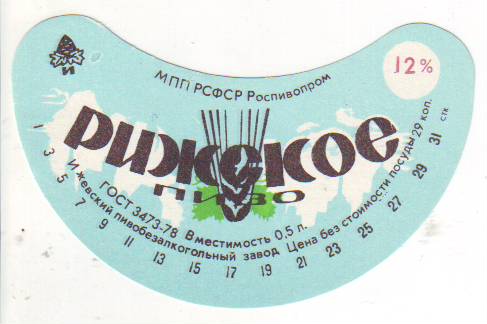 И
МПП РСФСР Роспивопром
12%
РИЖСКОЕ
ПИВО
ГОСТ 3473-78 Вместимость 0,5 л. Цена без стоимости посуды 29 коп.
Ижевский пивобезалкогольный завод
1 3 5 7 9 11 13 15 17 19 21 23 25 27 29 31 стк